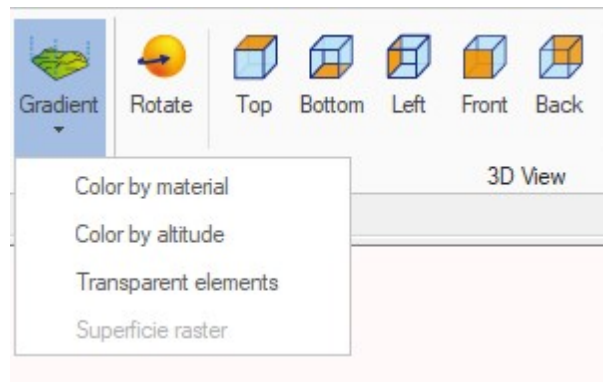 Gradient Rotate Top Bottom Left Front Back
3D View
Color by material
Color by altitude
Transparent elements
Superficie raster